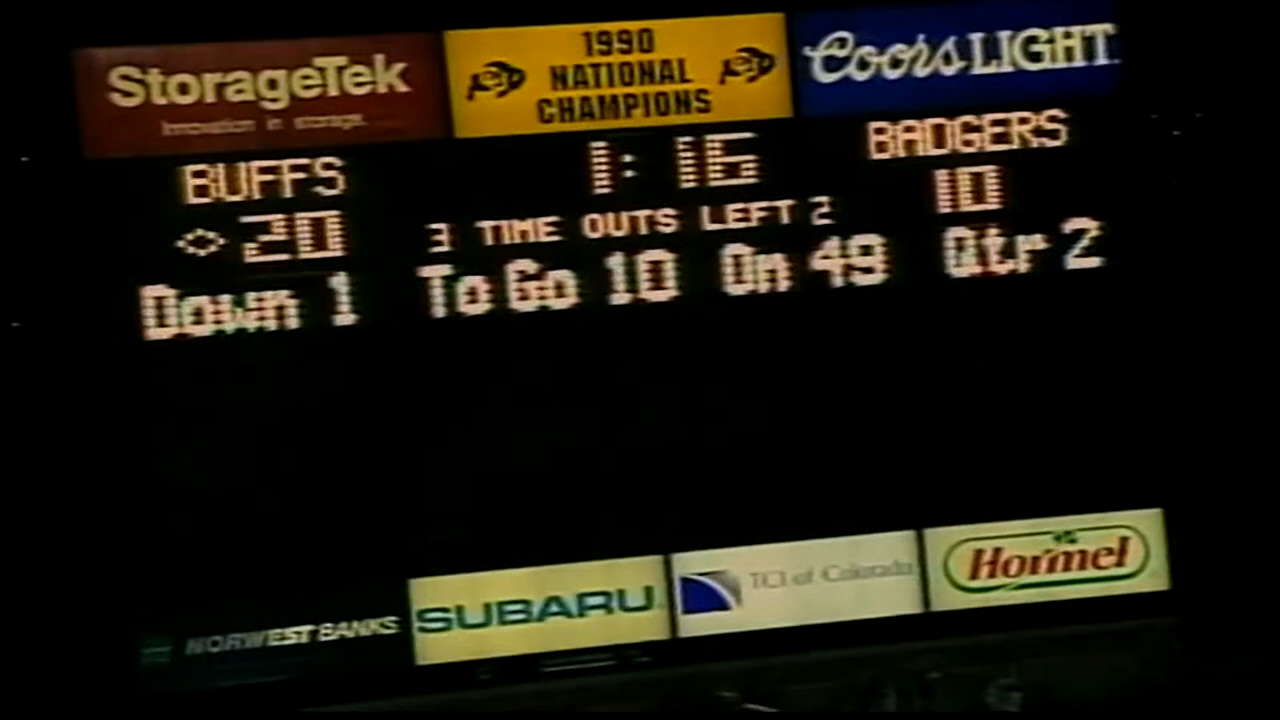 StorageTek
Innovation in storage.
1990
NATIONAL
CHAMPIONS
Coors LIGHT
BUFFS
1:16
BADGERS
20
3 TIME OUTS LEFT 2
10
Down 1 To Go 10 On 49 Qtr 2
NORWEST BANKS
SUBARU
TCI of Colorado
Hormel